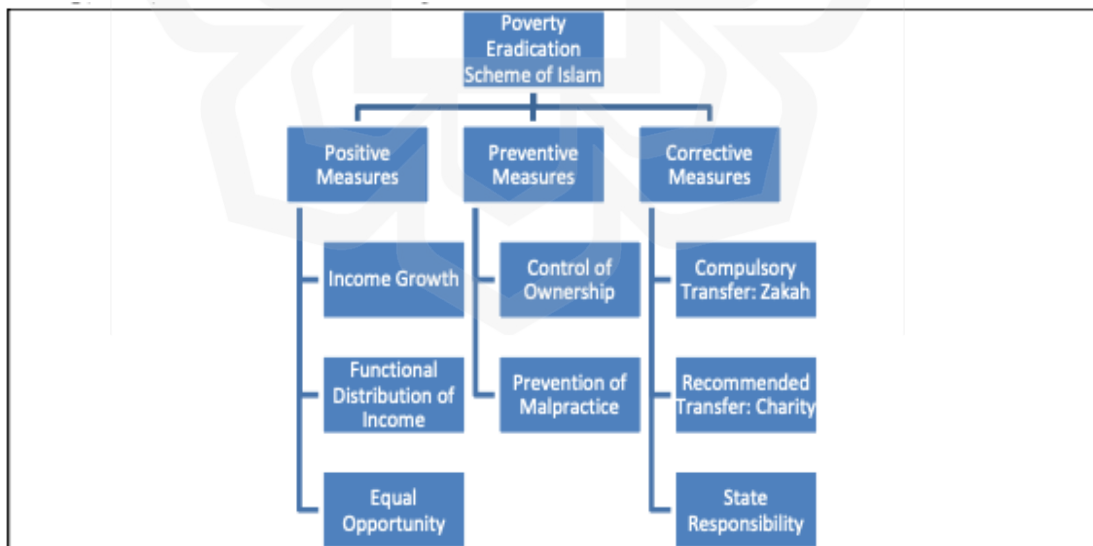 Poverty
Eradication
Scheme of Islam
Positive
Measures
Preventive
Measures
Corrective
Measures
Income Growth
Control of
Ownership
Compulsory
Transfer: Zakah
Functional
Distribution of
Income
Prevention of
Malpractice
Recommended
Transfer: Charity
Equal
Opportunity
State
Responsibility